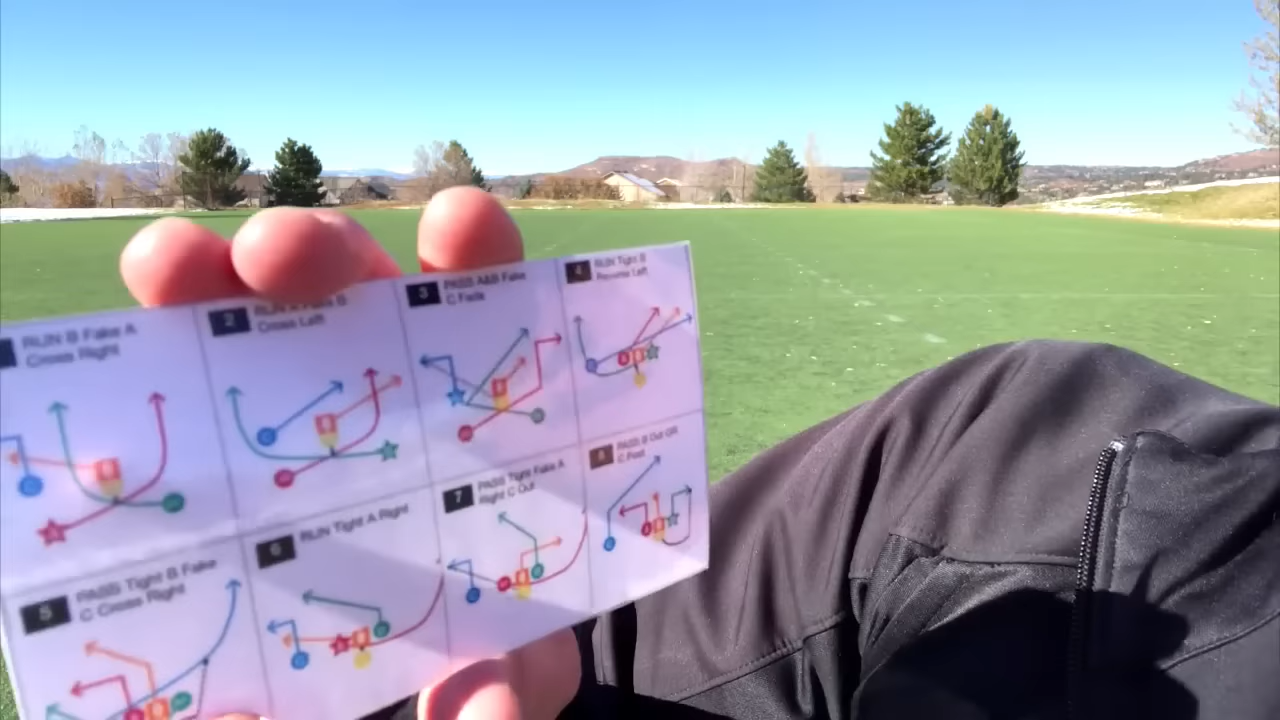 RUN B Fake A
Cross Right
2
Cross Left
3 PASS A&B Fake
C Fade
4 RUN Tight B
Reverse Left
5 PASS Tight B Fake
C Cross Right
6 RUN Tight A Right
7 PASS Tight Fake A
Right C Out
8 PASS B Out OR
C Post